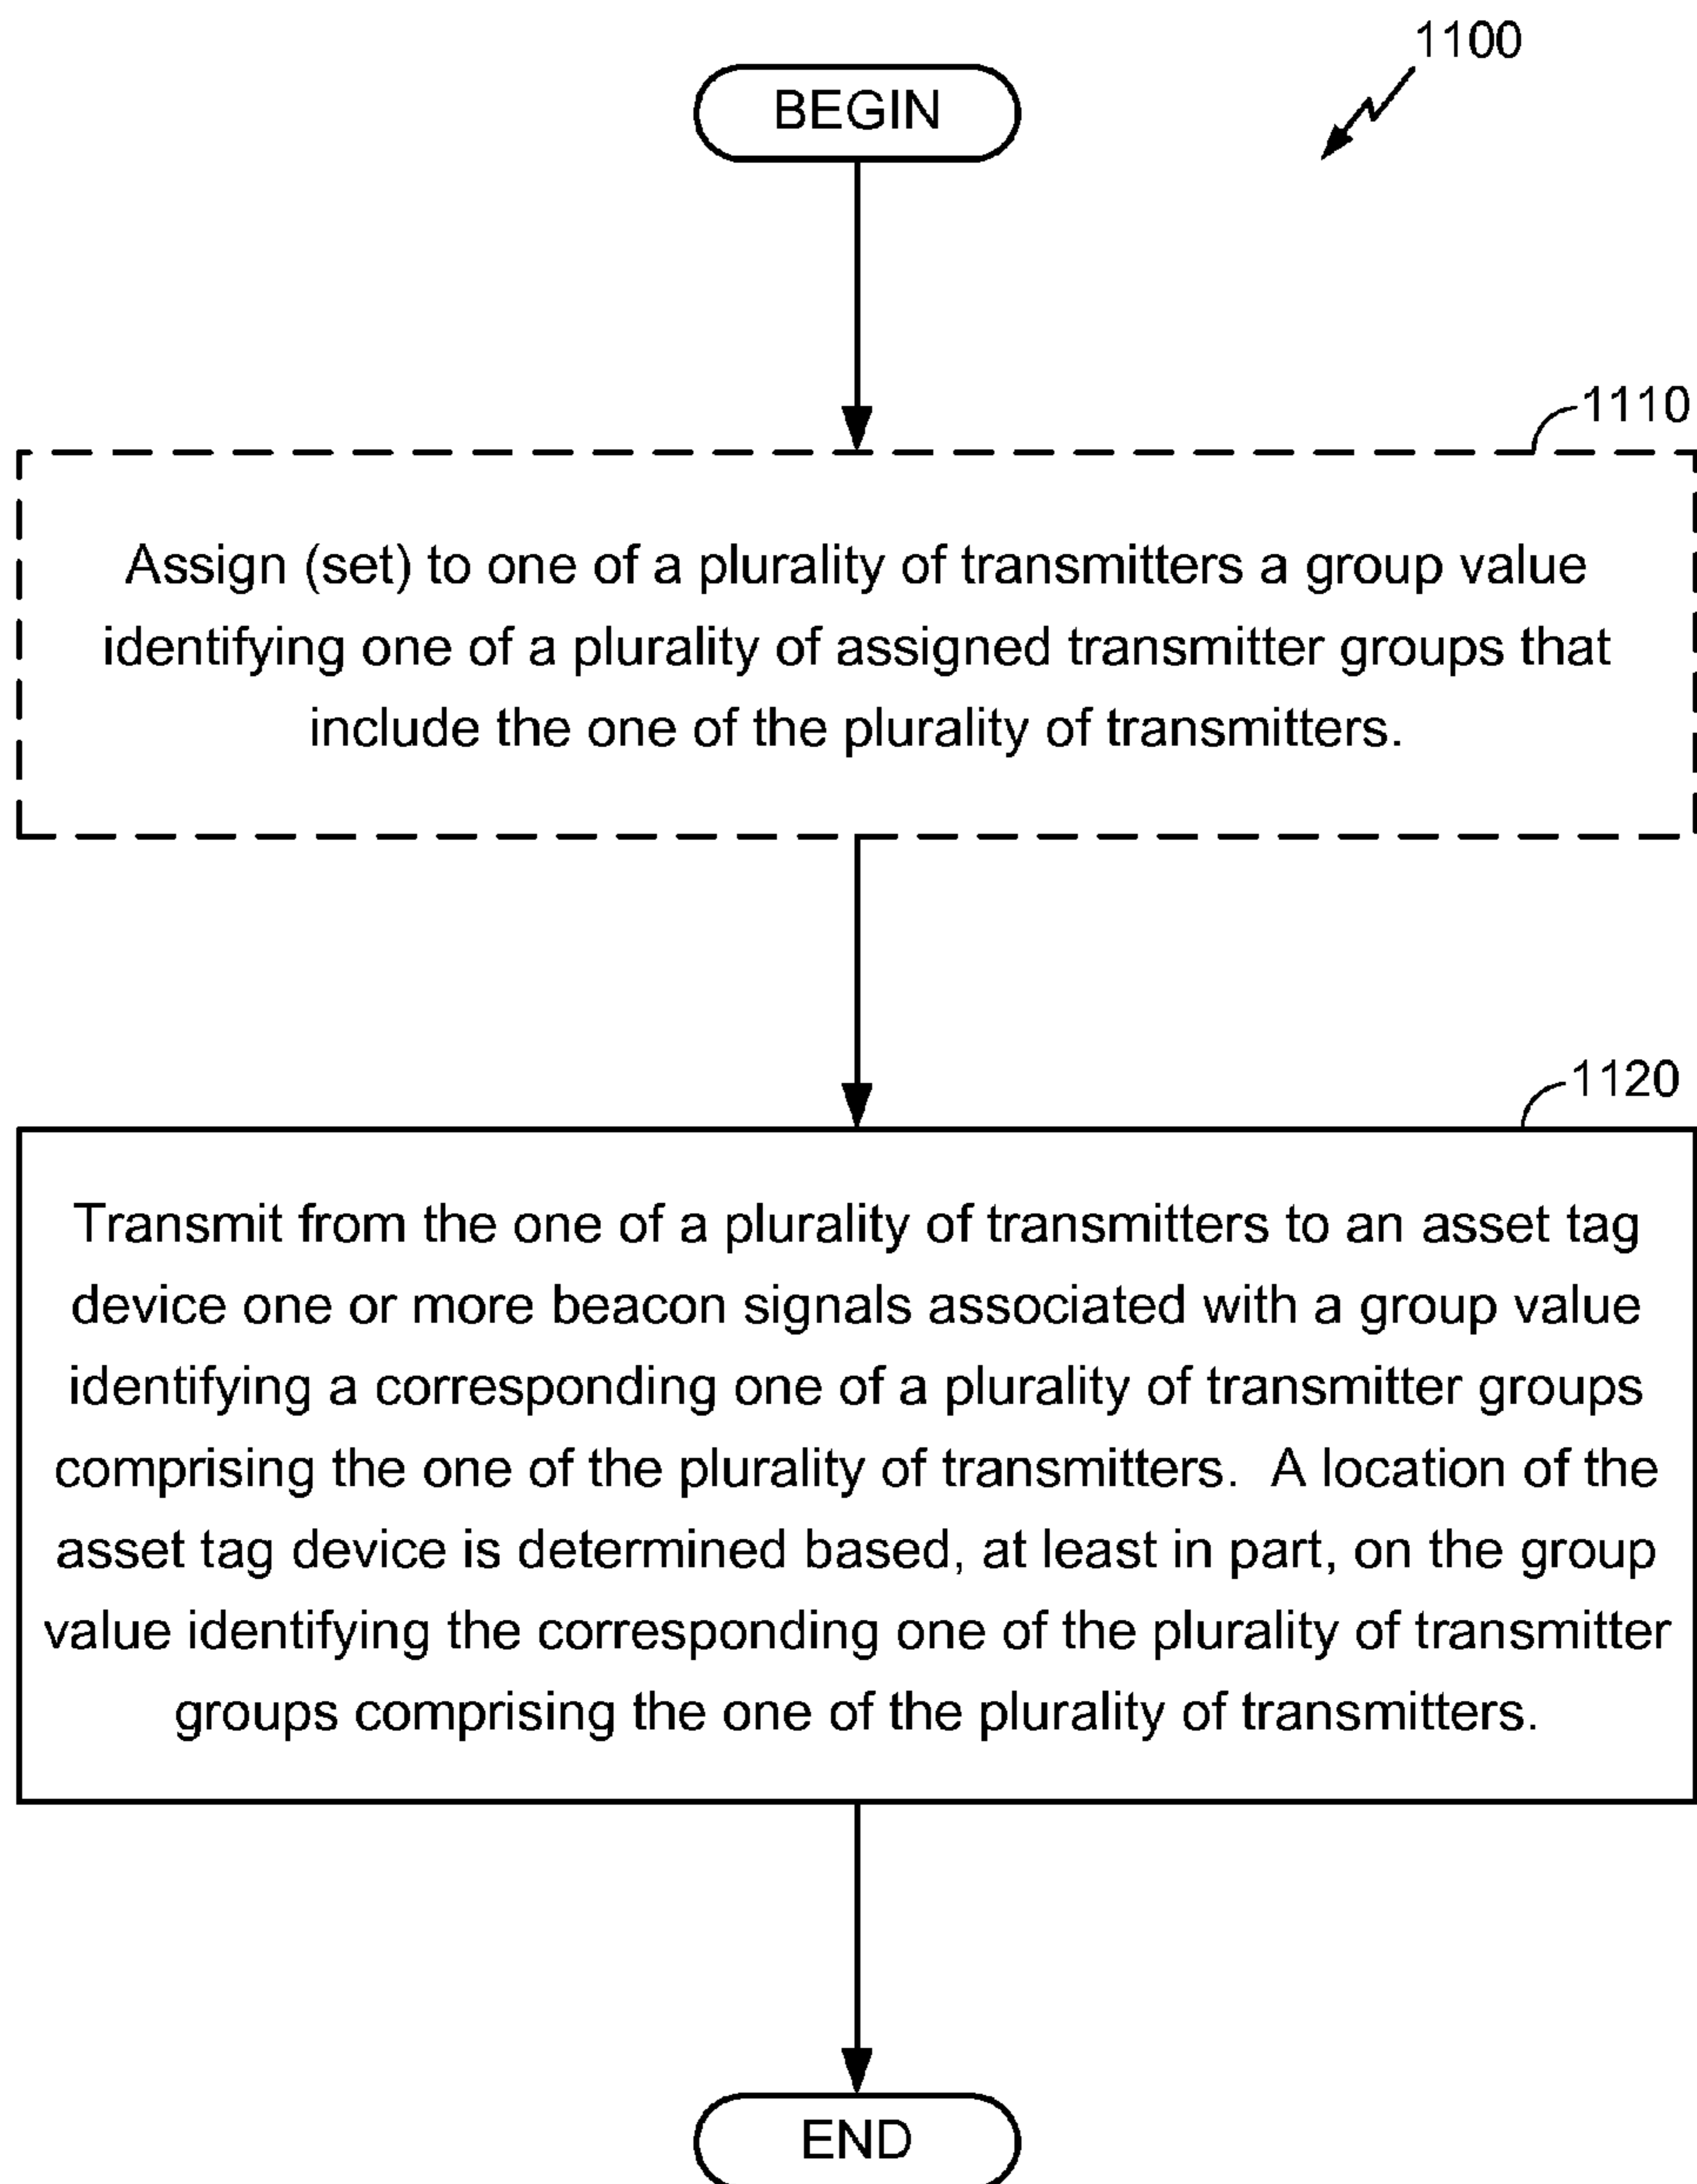 1100
BEGIN
1110
Assign (set) to one of a plurality of transmitters a group value
identifying one of a plurality of assigned transmitter groups that
include the one of the plurality of transmitters.
1120
Transmit from the one of a plurality of transmitters to an asset tag
device one or more beacon signals associated with a group value
identifying a corresponding one of a plurality of transmitter groups
comprising the one of the plurality of transmitters.  A location of the
asset tag device is determined based, at least in part, on the group
value identifying the corresponding one of the plurality of transmitter
groups comprising the one of the plurality of transmitters.
END